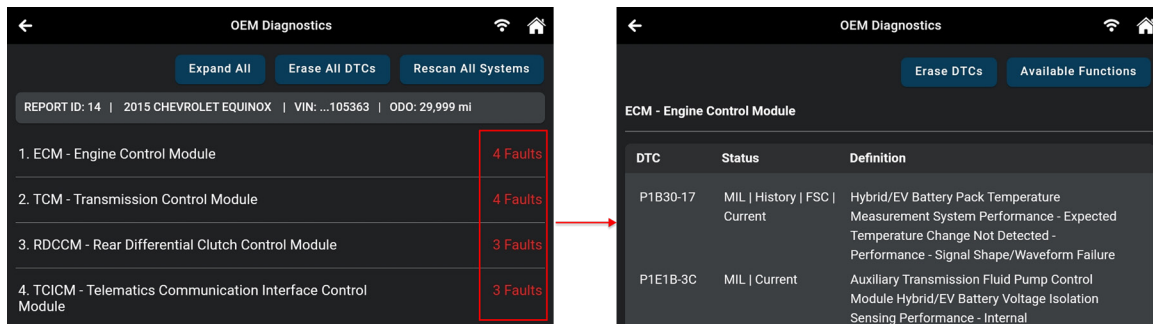 OEM Diagnostics
Expand All Erase All DTCs Rescan All Systems
REPORT ID: 14 | 2015 CHEVROLET EQUINOX | VIN: ...105363 | ODO: 29,999 mi
1. ECM - Engine Control Module 4 Faults
2. TCM - Transmission Control Module 4 Faults
3. RDCCM - Rear Differential Clutch Control Module 3 Faults
4. TCICM - Telematics Communication Interface Control 3 Faults
Module
OEM Diagnostics
Erase DTCs Available Functions
ECM - Engine Control Module
DTC Status Definition
P1B30-17 MIL | History | FSC | Hybrid/EV Battery Pack Temperature
Current Measurement System Performance - Expected
Temperature Change Not Detected -
Performance - Signal Shape/Waveform Failure
P1E1B-3C MIL | Current Auxiliary Transmission Fluid Pump Control
Module Hybrid/EV Battery Voltage Isolation
Sensing Performance - Internal